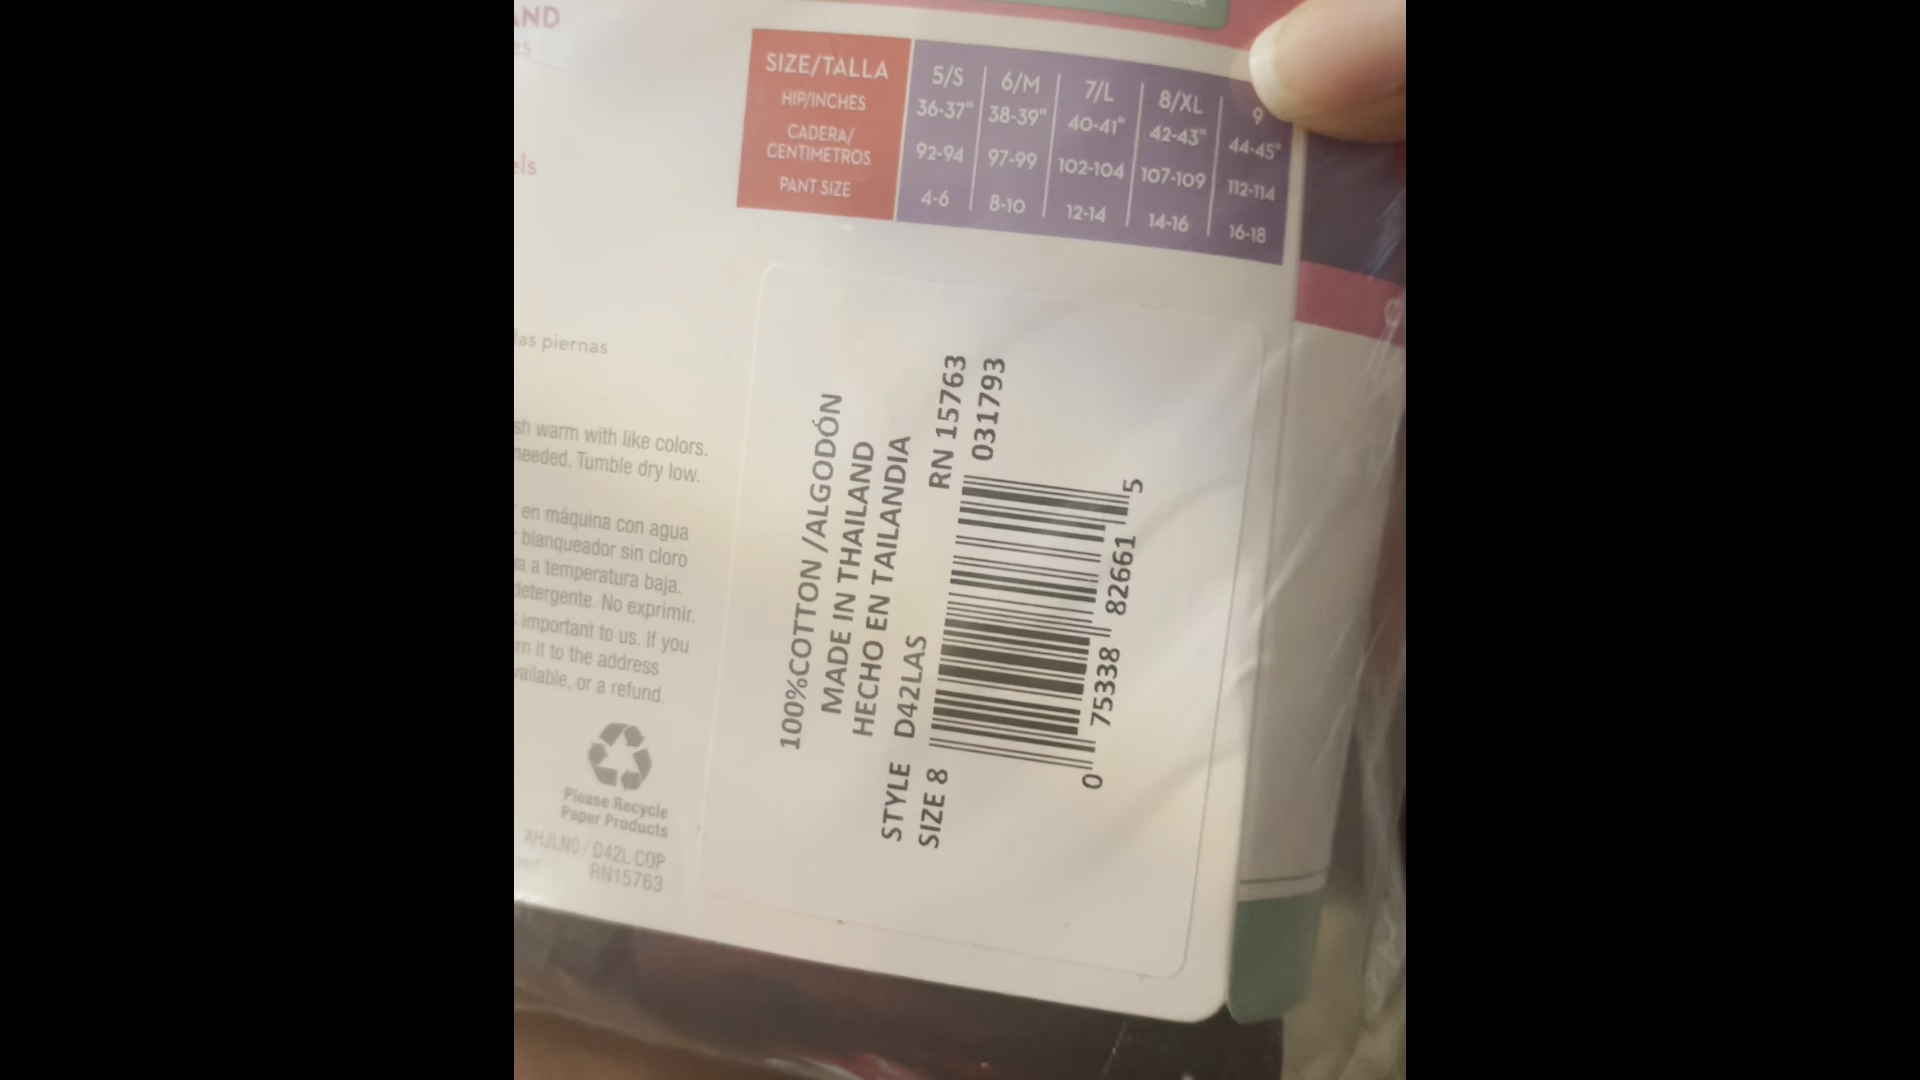 AND
es
els
SIZE/TALLA 5/S 6/M 7/L 8/XL 9
HIP/INCHES 36-37" 38-39" 40-41" 42-43" 44-45"
CADERA/
CENTIMETROS 92-94 97-99 102-104 107-109 112-114
PANT SIZE 4-6 8-10 12-14 14-16 16-18
las piernas
sh warm with like colors.
needed. Tumble dry low.
en máquina con agua
blanqueador sin cloro
a temperatura baja.
detergente. No exprimir.
important to us. If you
it to the address
available, or a refund.
Please Recycle
Paper Products
AHJLN0 / D42L COP
RN15763
100%COTTON /ALGODÓN
MADE IN THAILAND
HECHO EN TAILANDIA
STYLE D42LAS RN 15763
SIZE 8 031793
0 75338 82661 5